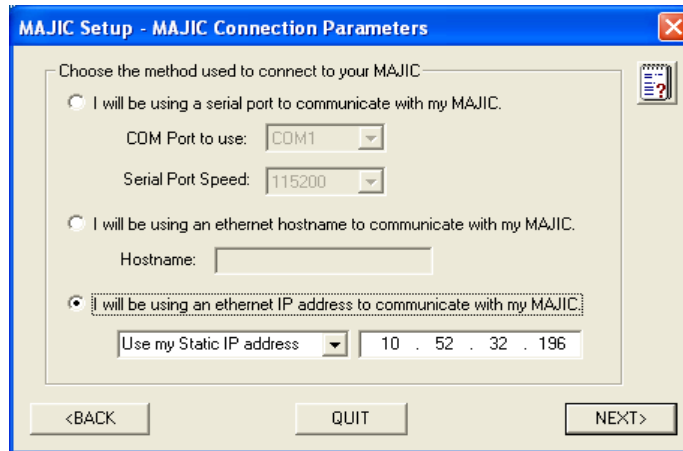 MAJIC Setup - MAJIC Connection Parameters
Choose the method used to connect to your MAJIC
I will be using a serial port to communicate with my MAJIC.
COM Port to use: COM1
Serial Port Speed: 115200
I will be using an ethernet hostname to communicate with my MAJIC.
Hostname:
I will be using an ethernet IP address to communicate with my MAJIC.
Use my Static IP address 10 . 52 . 32 . 196
<BACK QUIT NEXT>